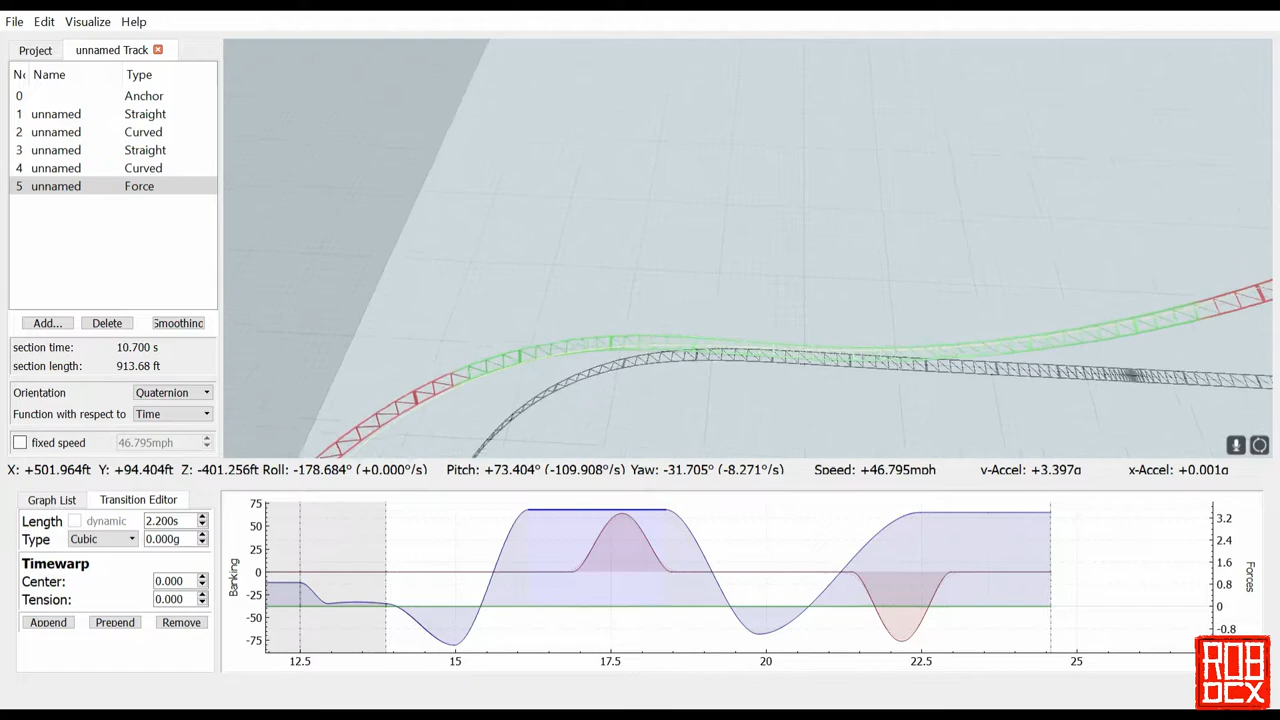 File Edit Visualize Help
Project unnamed Track
Name Type
0 Anchor
1 unnamed Straight
2 unnamed Curved
3 unnamed Straight
4 unnamed Curved
5 unnamed Force
Add... Delete Smoothing
section time: 10.700 s
section length: 913.68 ft
Orientation Quaternion
Function with respect to Time
fixed speed 46.795mph
X: +501.964ft Y: +94.404ft Z: -401.256ft Roll: -178.684° (+0.000°/s) Pitch: +73.404° (-109.908°/s) Yaw: -31.705° (-8.271°/s) Speed: +46.795mph v-Accel: +3.397g x-Accel: +0.001g
Graph List Transition Editor
Length dynamic 2.200s
Type Cubic 0.000g
Timewarp
Center: 0.000
Tension: 0.000
Append Prepend Remove
Banking
75
50
25
0
-25
-50
-75
12.5 15 17.5 20 22.5 25
3.2
2.4
1.6
0.8
0
-0.8
Forces
ROB
DCX